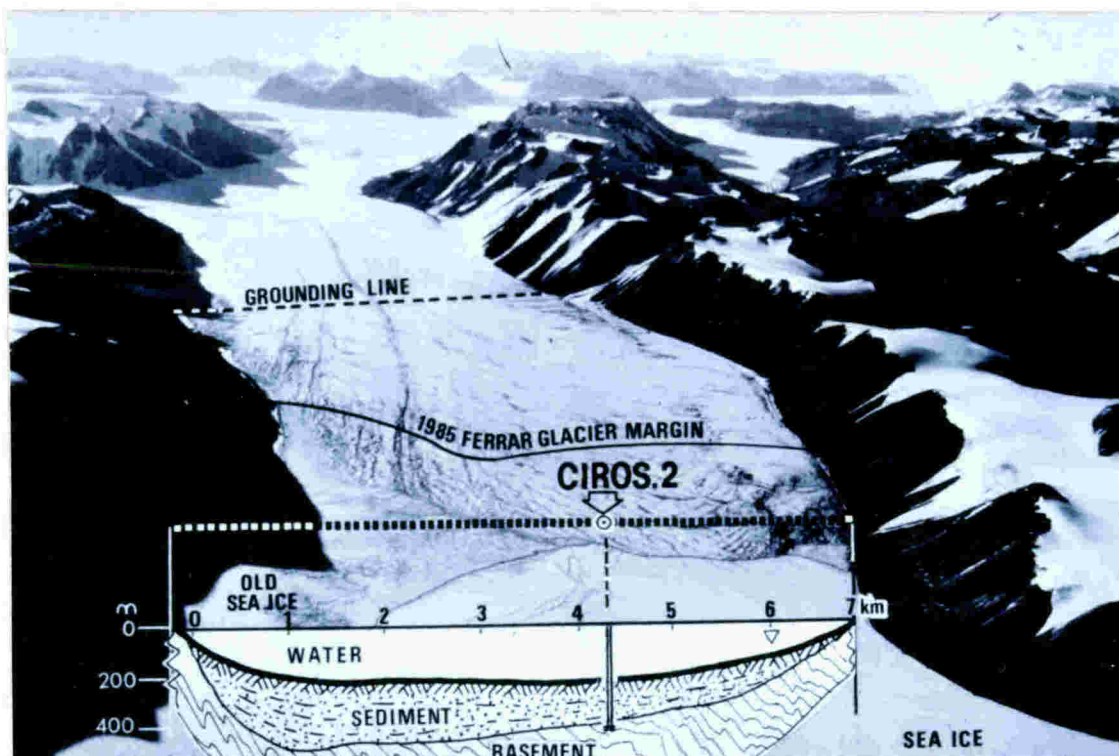 GROUNDING LINE
1985 FERRAR GLACIER MARGIN
CIROS.2
OLD
SEA ICE
m
0 1 2 3 4 5 6 7 km
0
WATER
200
SEDIMENT
400
BASEMENT
SEA ICE